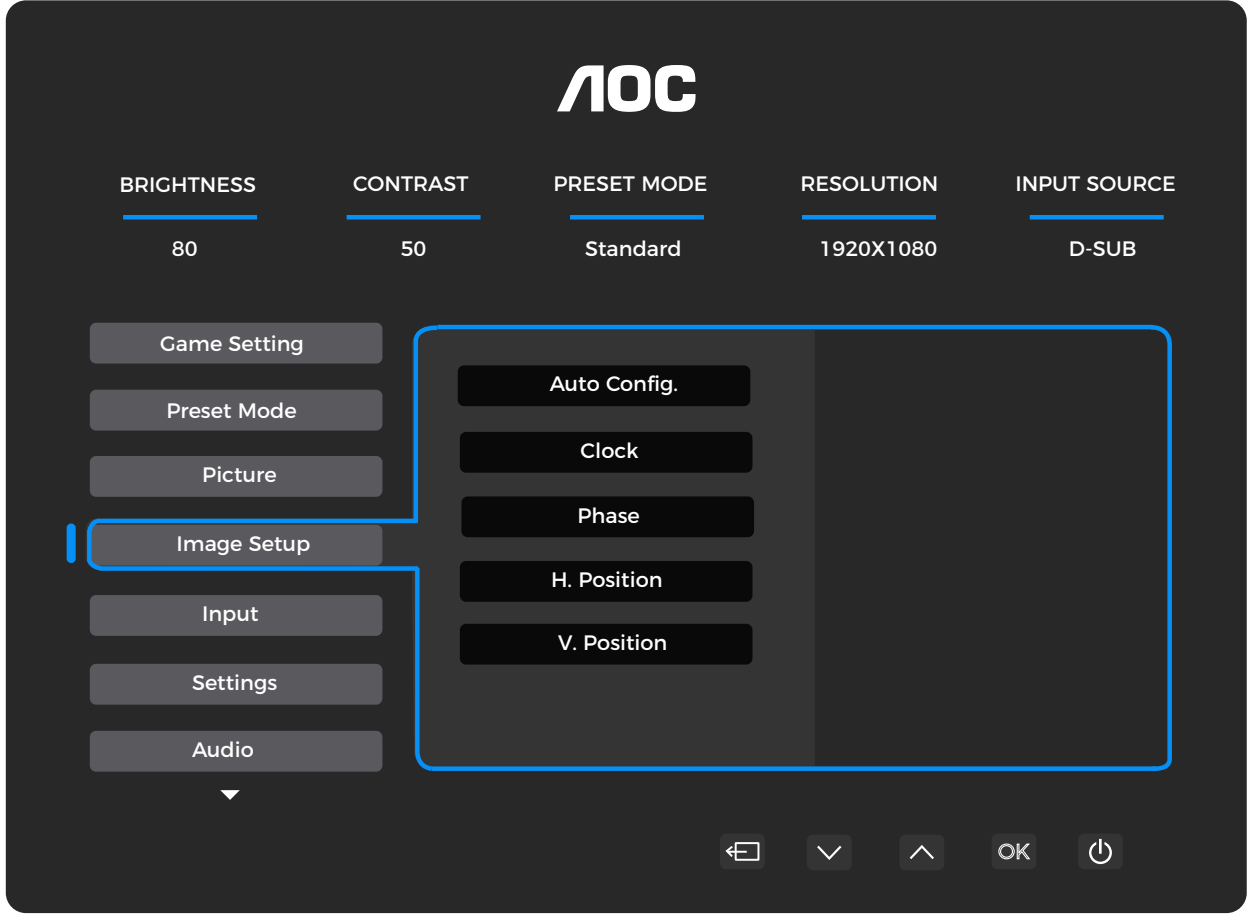 AOC
BRIGHTNESS CONTRAST PRESET MODE RESOLUTION INPUT SOURCE
80 50 Standard 1920X1080 D-SUB
Game Setting
Preset Mode
Picture
Image Setup
Input
Settings
Audio
Auto Config.
Clock
Phase
H. Position
V. Position
OK